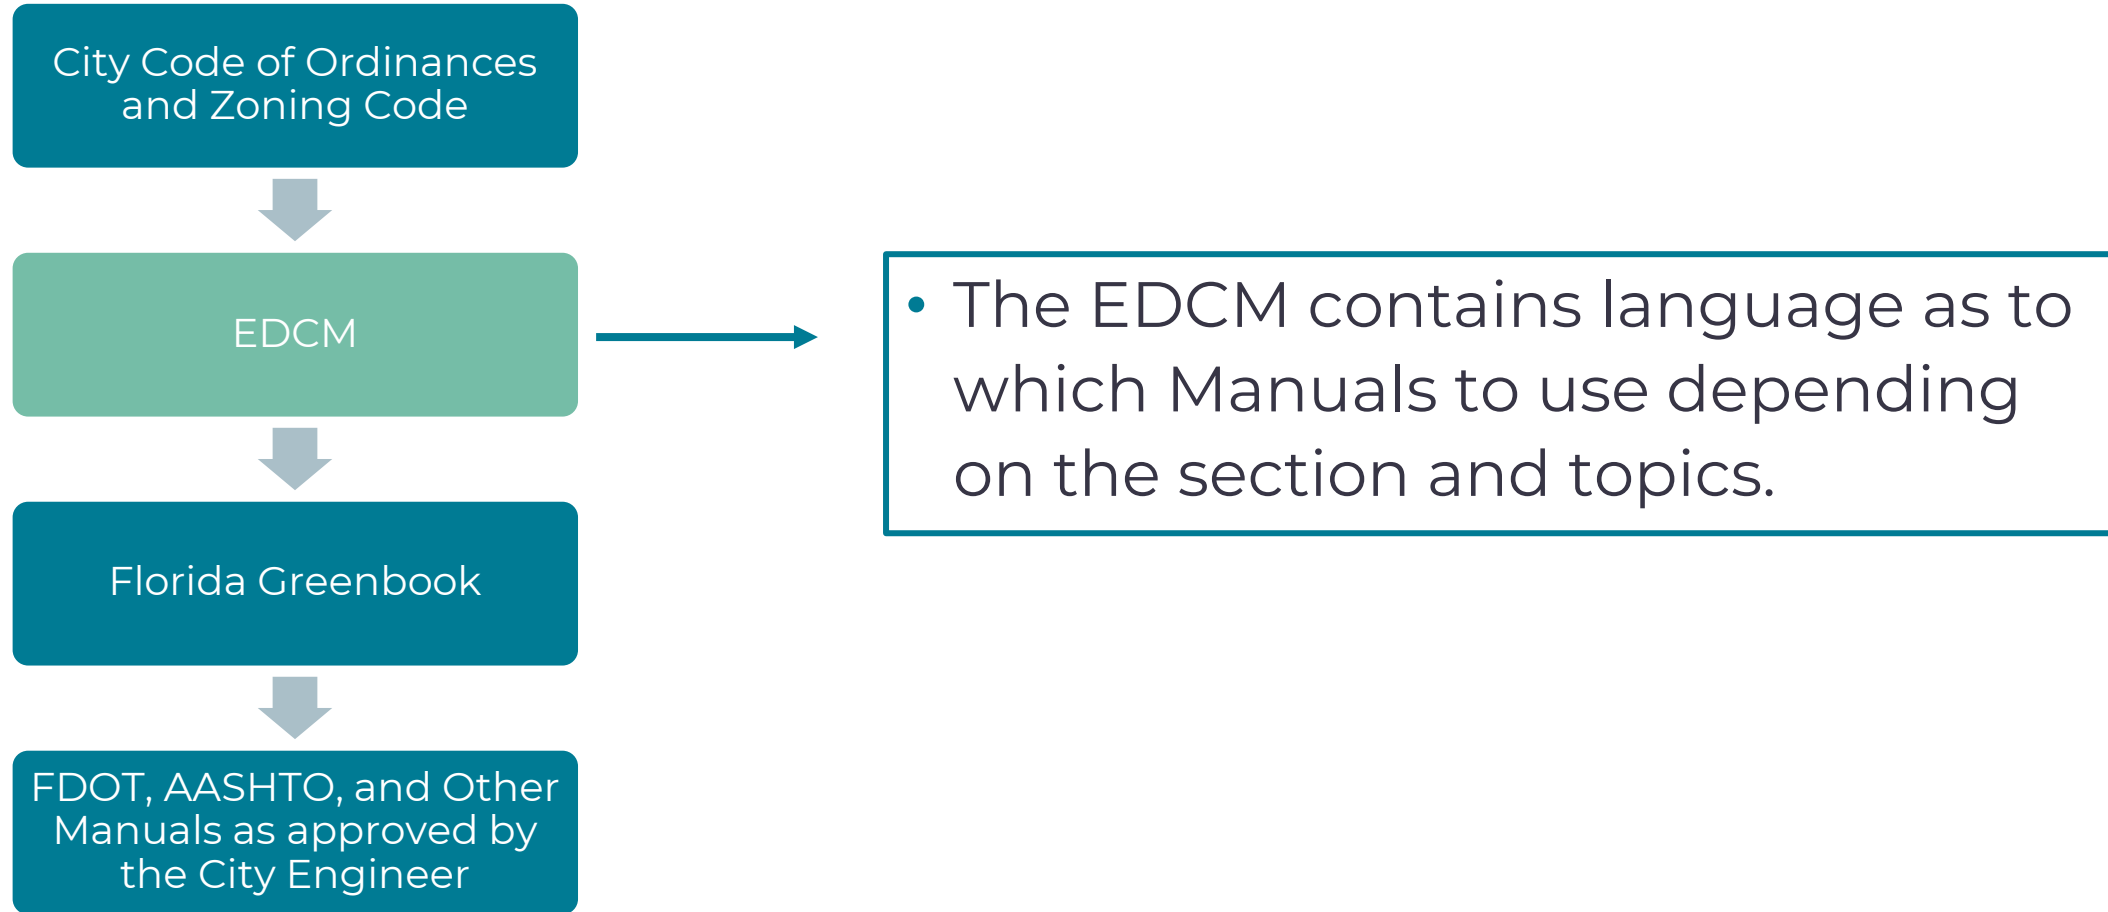 City Code of Ordinances
and Zoning Code
EDCM
• The EDCM contains language as to
which Manuals to use depending
on the section and topics.
Florida Greenbook
FDOT, AASHTO, and Other
Manuals as approved by
the City Engineer